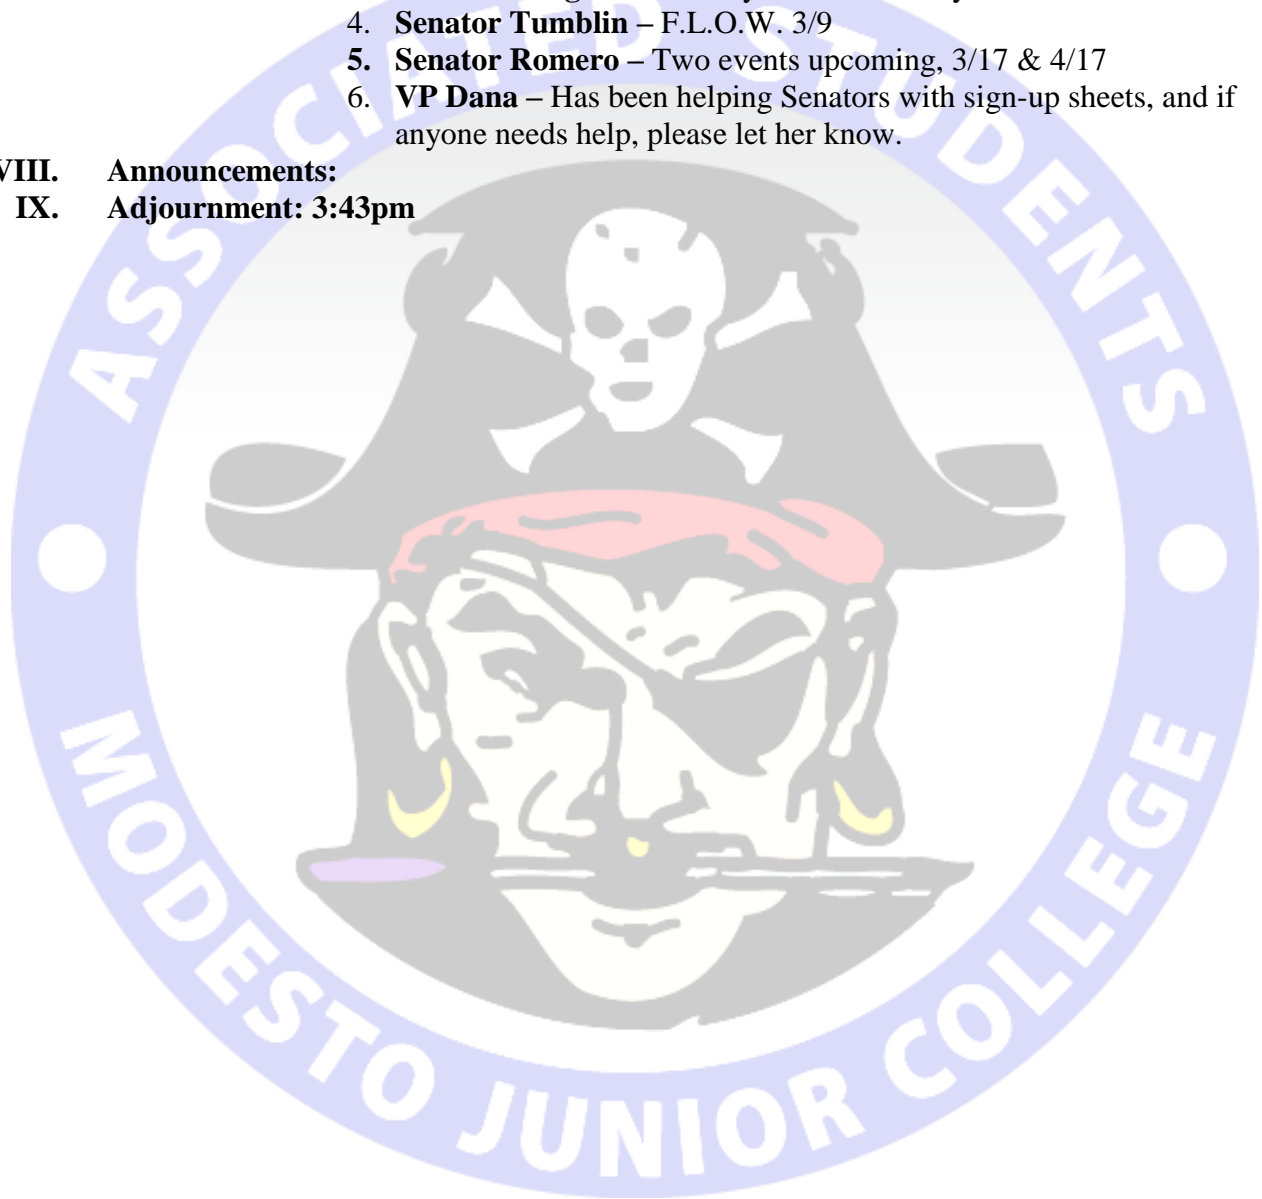 4. Senator Tumblin – F.L.O.W. 3/9
5. Senator Romero – Two events upcoming, 3/17 & 4/17
6. VP Dana – Has been helping Senators with sign-up sheets, and if
anyone needs help, please let her know.
VIII. Announcements:
IX. Adjournment: 3:43pm
ASSOCIATED STUDENTS
MODESTO JUNIOR COLLEGE